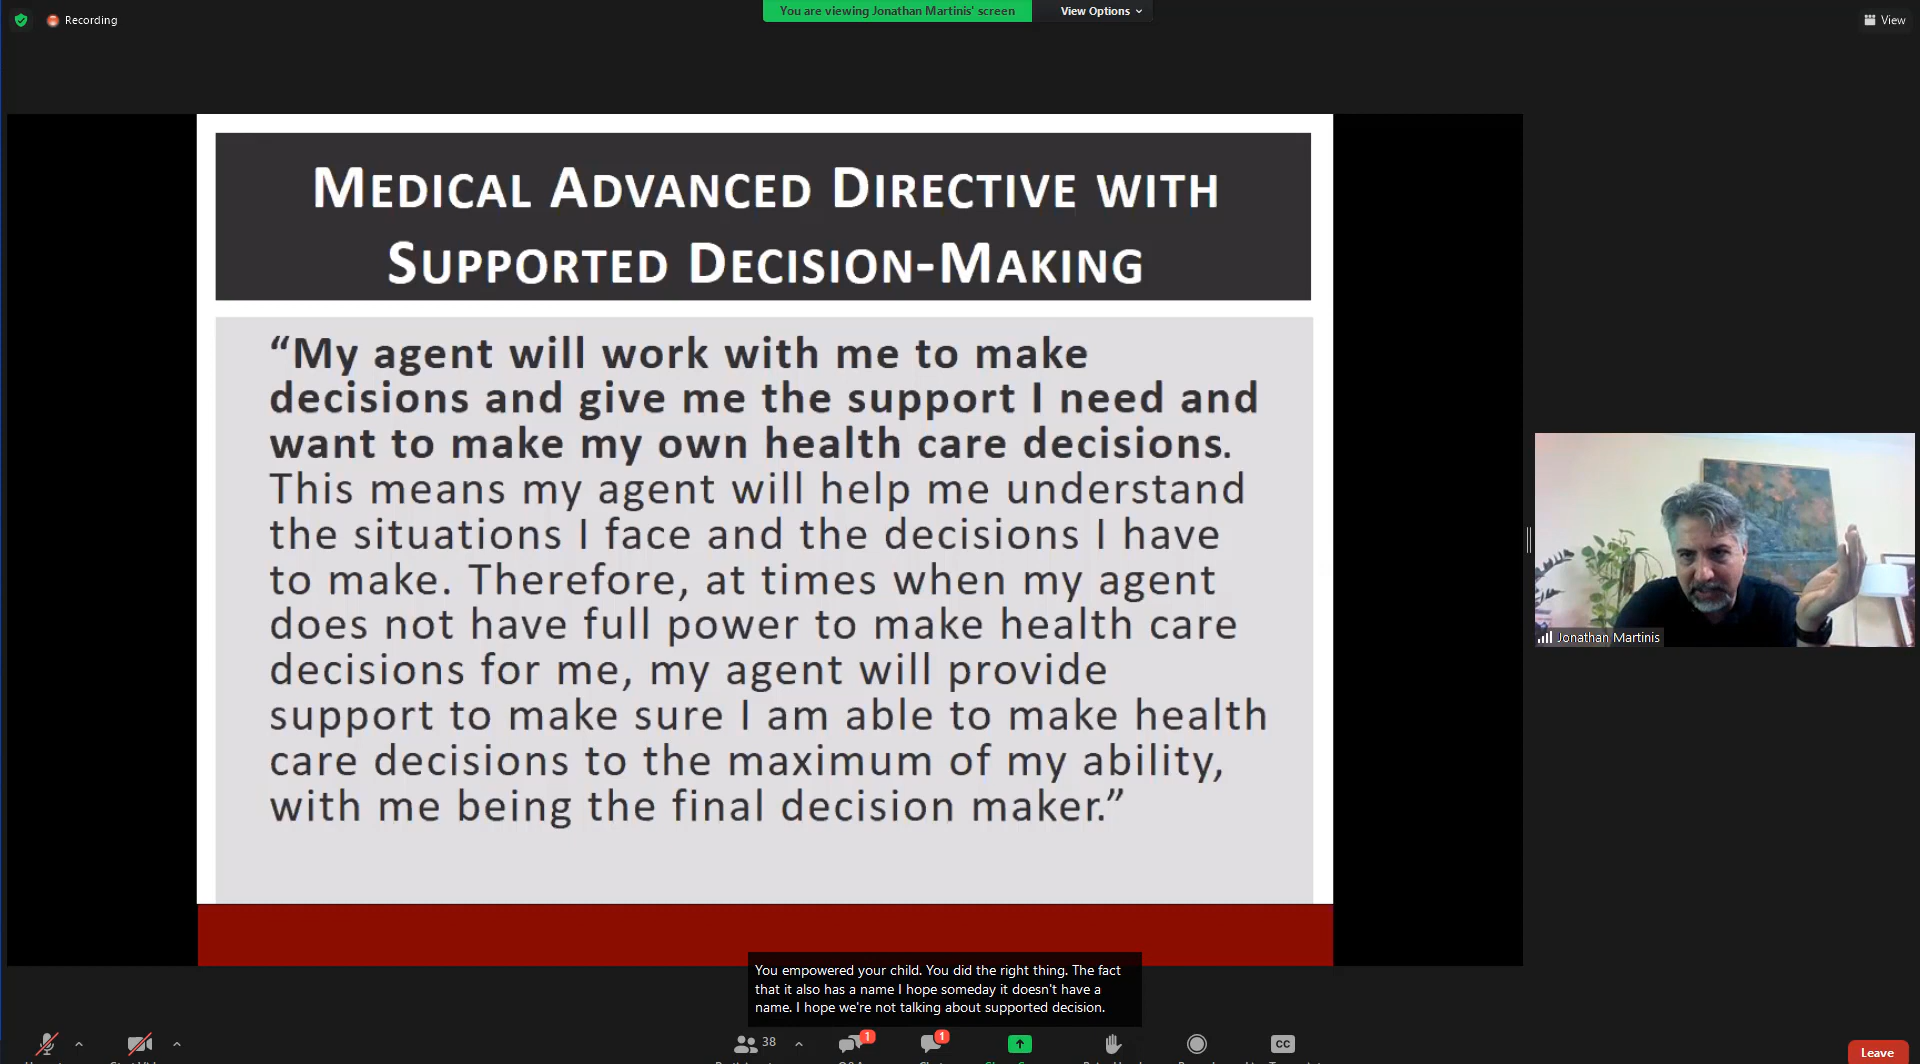 Recording
You are viewing Jonathan Martinis' screen
View Options
View
MEDICAL ADVANCED DIRECTIVE WITH
SUPPORTED DECISION-MAKING
“My agent will work with me to make
decisions and give me the support I need and
want to make my own health care decisions.
This means my agent will help me understand
the situations I face and the decisions I have
to make. Therefore, at times when my agent
does not have full power to make health care
decisions for me, my agent will provide
support to make sure I am able to make health
care decisions to the maximum of my ability,
with me being the final decision maker.”
Jonathan Martinis
You empowered your child. You did the right thing. The fact
that it also has a name I hope someday it doesn't have a
name. I hope we're not talking about supported decision.
38
1
1
CC
Leave